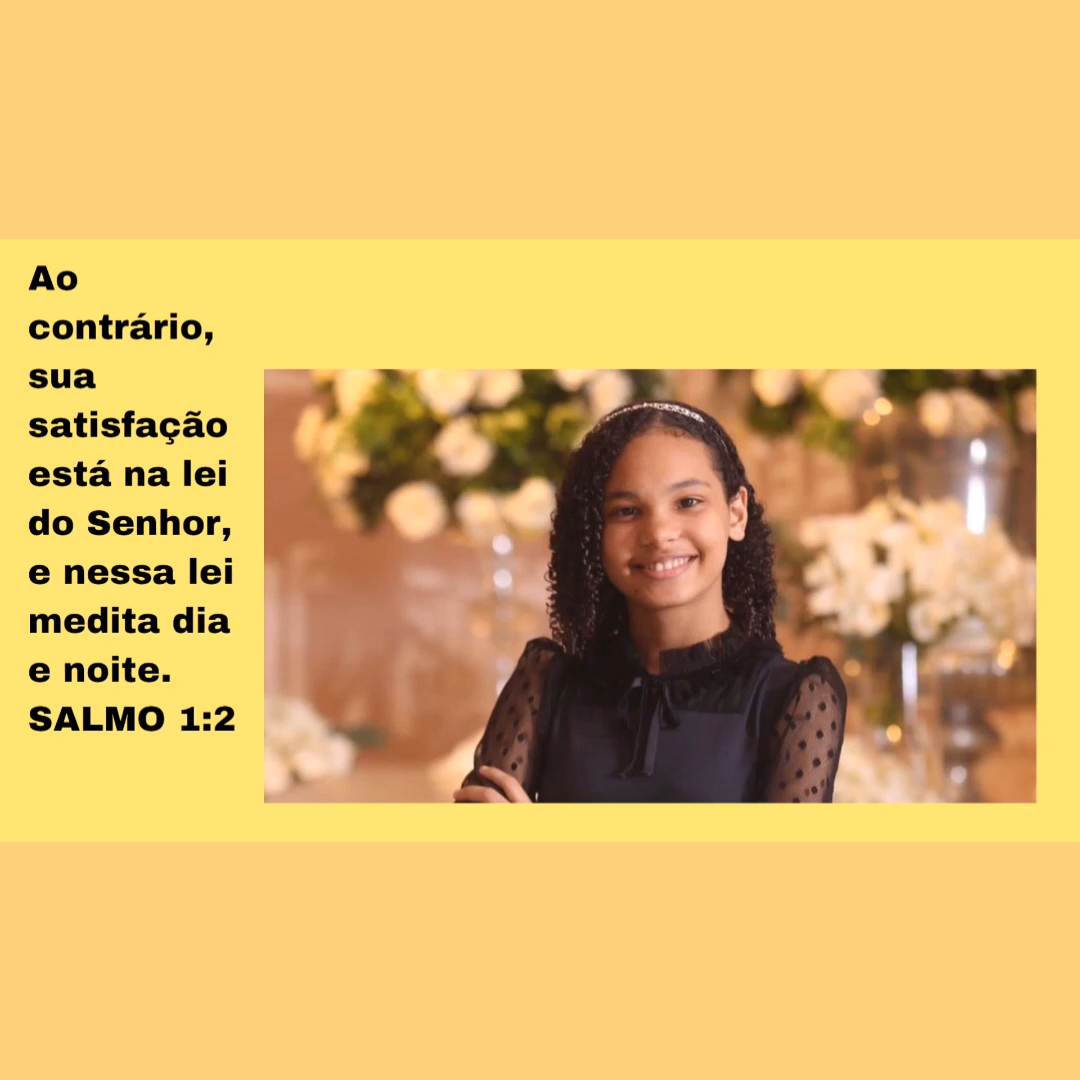 Ao
contrário,
sua
satisfação
está na lei
do Senhor,
e nessa lei
medita dia
e noite.
SALMO 1:2